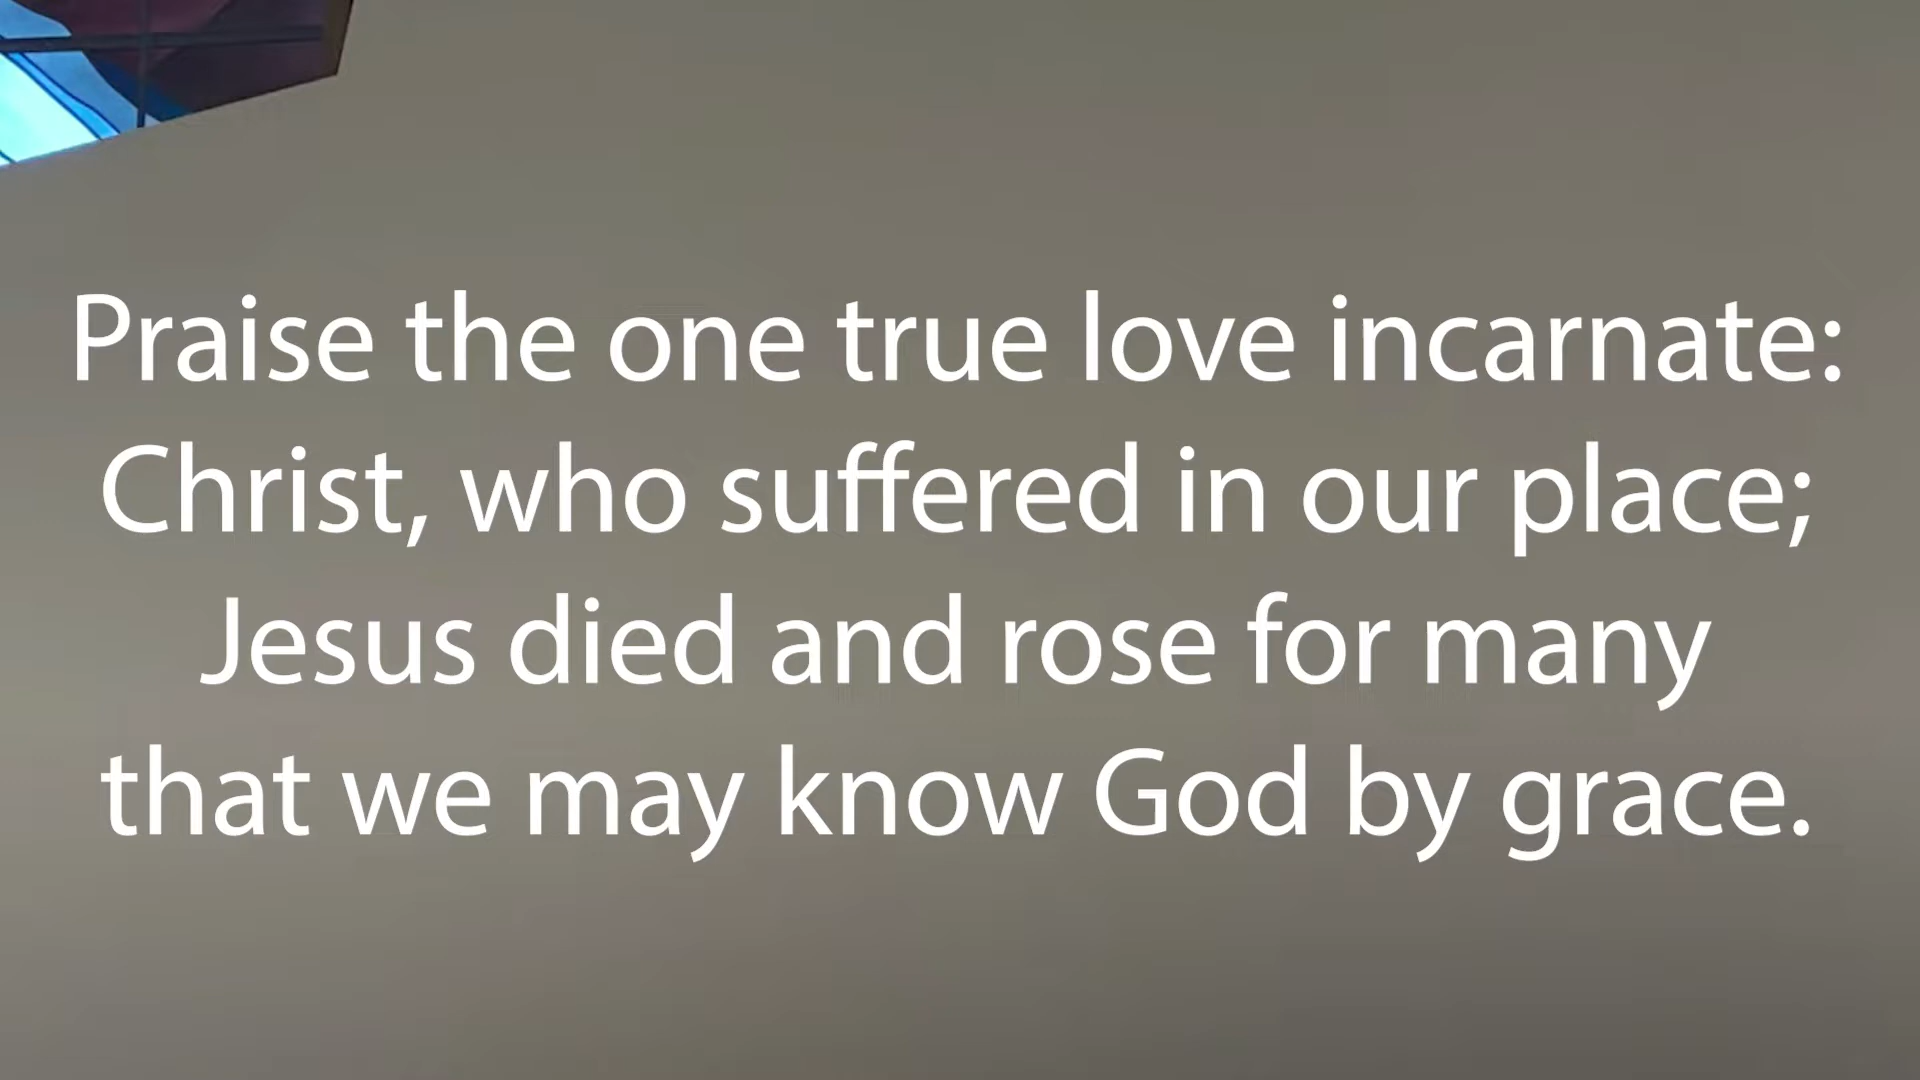 Praise the one true love incarnate:
Christ, who suffered in our place;
Jesus died and rose for many
that we may know God by grace.